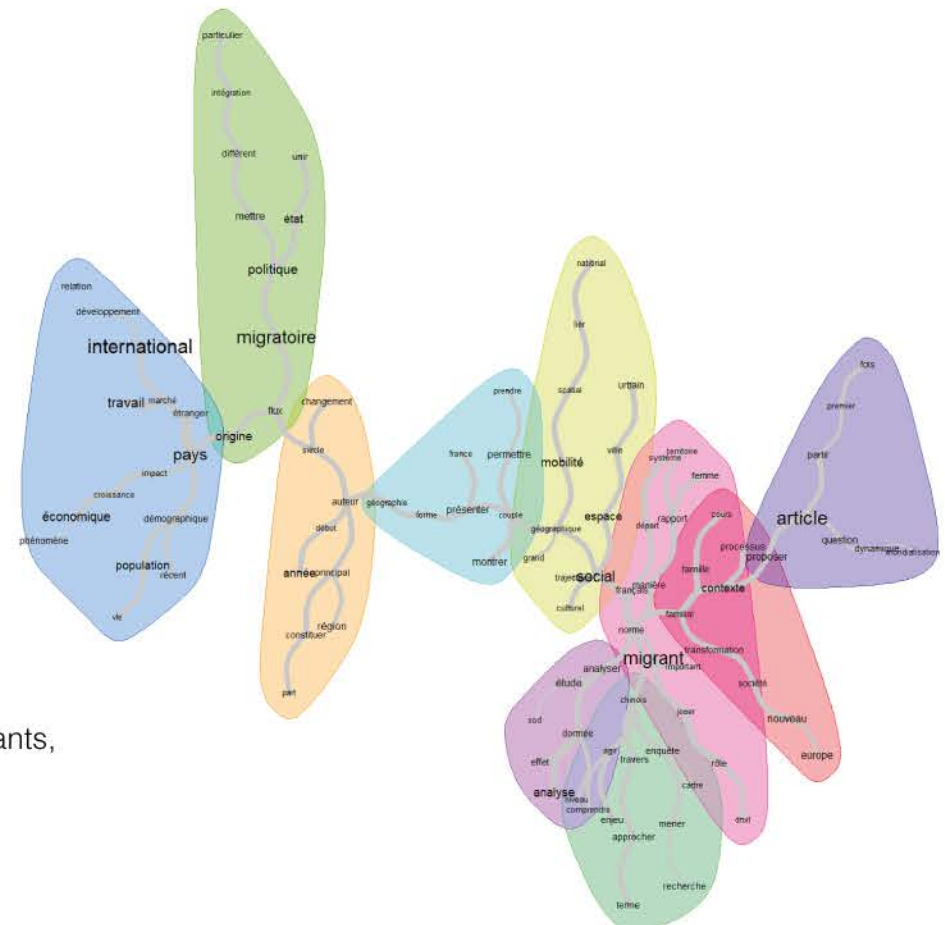 particulier
intégration
différent
unir
mettre
état
politique
migratoire
flux
origine
relation
développement
international
travail
marché
étranger
pays
impact
croissance
économique
phénomène
démographique
population
récent
vie
changement
siècle
auteur
début
année
principal
région
constituer
part
géographie
forme
france
présenter
prendre
permettre
couple
montrer
national
lier
spatial
urbain
mobilité
ville
espace
géographique
grand
social
culturel
système
territoire
femme
départ
rapport
cours
processus
proposer
famille
manière
français
contexte
familial
norme
transformation
migrant
important
société
nouveau
europe
fois
premier
partir
article
question
dynamique
mondialisation
analyser
étude
sud
donnée
effet
analyse
niveau
comprendre
enjeu
chinois
agir
travers
enquête
jouer
rôle
cadre
droit
mener
approcher
recherche
terme
ants,